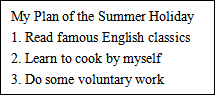 My Plan of the Summer Holiday
1. Read famous English classics
2. Learn to cook by myself
3. Do some voluntary work